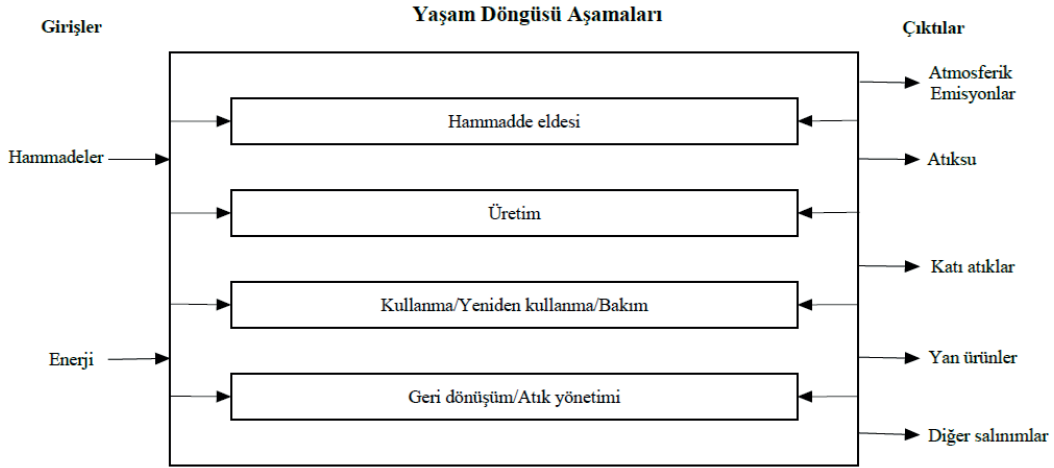 Yaşam Döngüsü Aşamaları
Girişler
Çıktılar
Atmosferik
Emisyonlar
Hammadde eldesi
Hammadeler
Atıksu
Üretim
Katı atıklar
Kullanma/Yeniden kullanma/Bakım
Enerji
Yan ürünler
Geri dönüşüm/Atık yönetimi
Diğer salınımlar